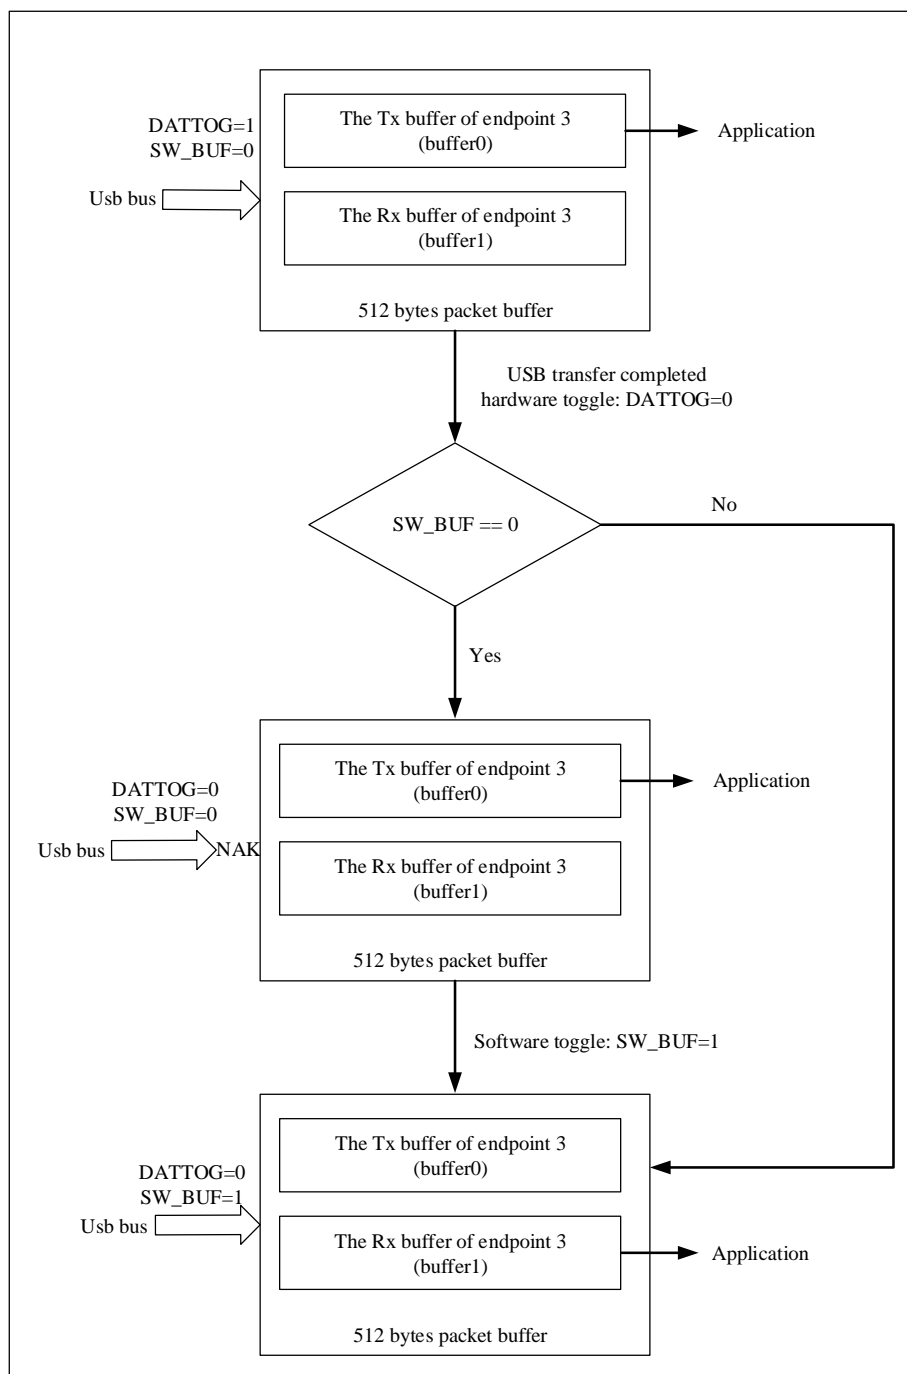 DATTOG=1
SW_BUF=0
Usb bus
The Tx buffer of endpoint 3
(buffer0)
Application
The Rx buffer of endpoint 3
(buffer1)
512 bytes packet buffer
USB transfer completed
hardware toggle: DATTOG=0
SW_BUF == 0
No
Yes
DATTOG=0
SW_BUF=0
Usb bus
NAK
The Tx buffer of endpoint 3
(buffer0)
Application
The Rx buffer of endpoint 3
(buffer1)
512 bytes packet buffer
Software toggle: SW_BUF=1
DATTOG=0
SW_BUF=1
Usb bus
The Tx buffer of endpoint 3
(buffer0)
The Rx buffer of endpoint 3
(buffer1)
Application
512 bytes packet buffer